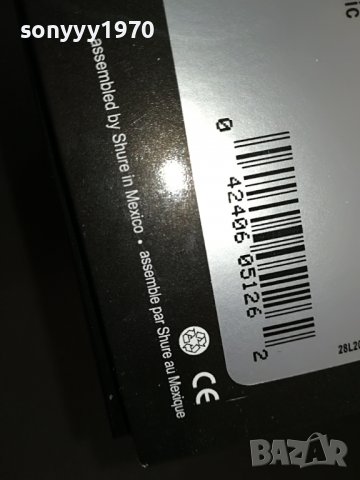 sonyyy1970
ic
assembled by Shure in Mexico • assemblé par Shure au Mexique
CE
0 42406 05126 2
28L20
BAZAR